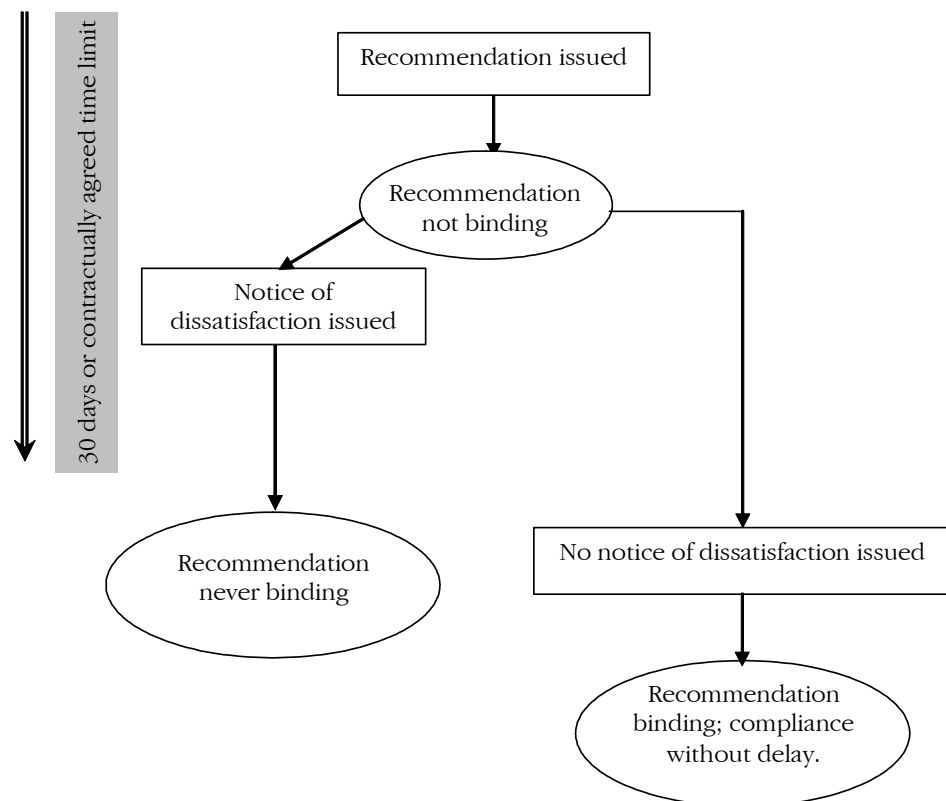 30 days or contractually agreed time limit
Recommendation issued
Recommendation
not binding
Notice of
dissatisfaction issued
Recommendation
never binding
No notice of dissatisfaction issued
Recommendation
binding; compliance
without delay.